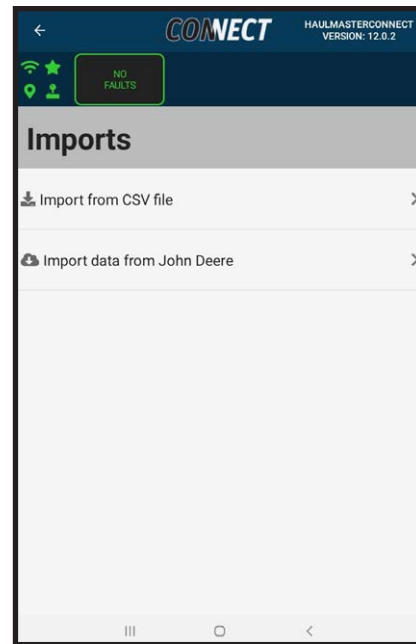 CONNECT
HAULMASTERCONNECT
VERSION: 12.0.2
NO
FAULTS
Imports
Import from CSV file
Import data from John Deere